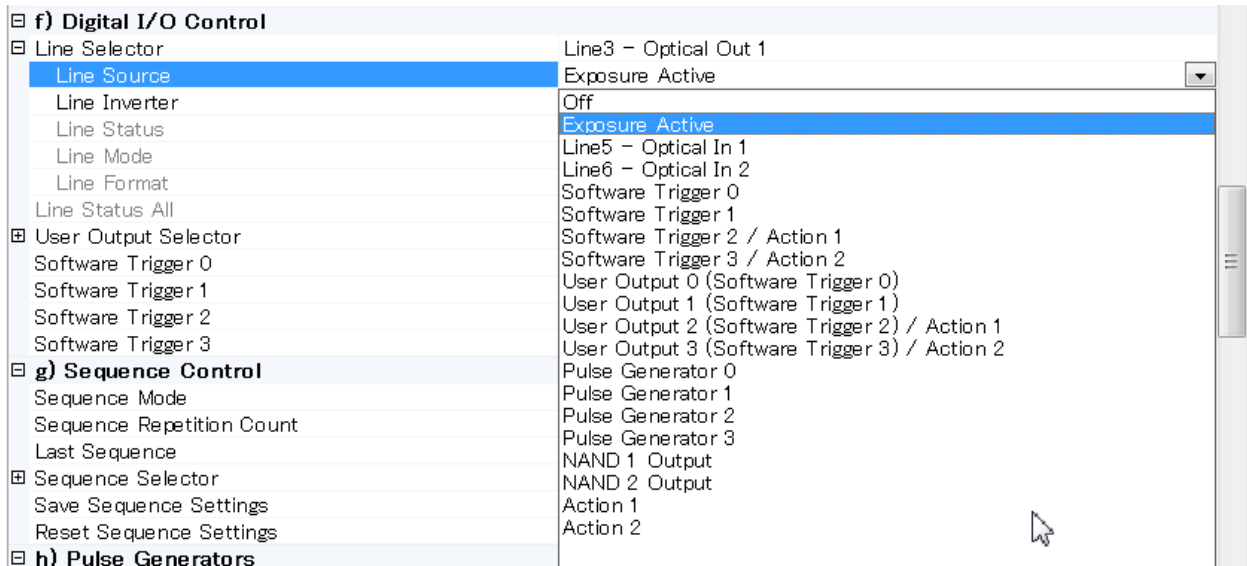 f) Digital I/O Control
Line Selector
Line3 - Optical Out 1
Line Source
Exposure Active
Line Inverter
Line Status
Line Mode
Line Format
Line Status All
User Output Selector
Software Trigger 0
Software Trigger 1
Software Trigger 2
Software Trigger 3
g) Sequence Control
Sequence Mode
Sequence Repetition Count
Last Sequence
Sequence Selector
Save Sequence Settings
Reset Sequence Settings
h) Pulse Generators
Off
Exposure Active
Line5 - Optical In 1
Line6 - Optical In 2
Software Trigger 0
Software Trigger 1
Software Trigger 2 / Action 1
Software Trigger 3 / Action 2
User Output 0 (Software Trigger 0)
User Output 1 (Software Trigger 1)
User Output 2 (Software Trigger 2) / Action 1
User Output 3 (Software Trigger 3) / Action 2
Pulse Generator 0
Pulse Generator 1
Pulse Generator 2
Pulse Generator 3
NAND 1 Output
NAND 2 Output
Action 1
Action 2